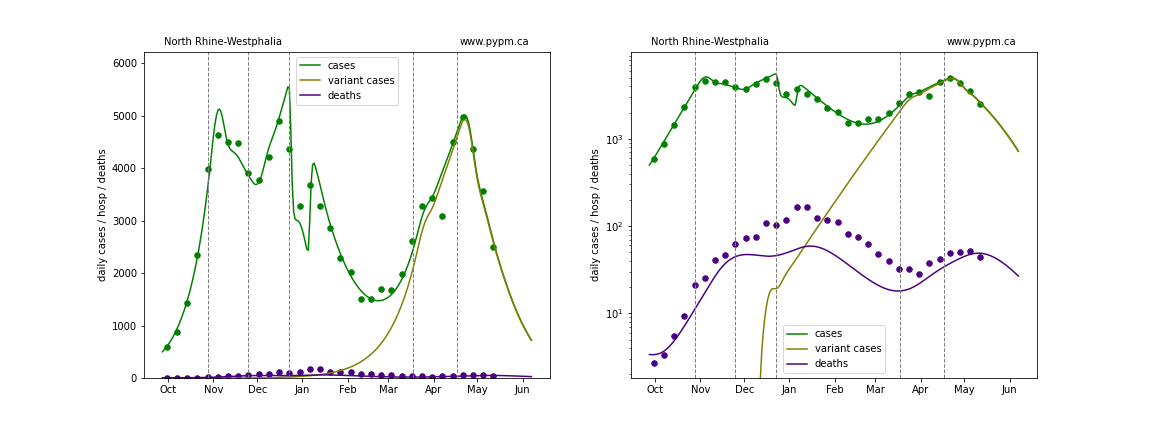 North Rhine-Westphalia www.pypm.ca
daily cases / hosp / deaths
6000
5000
4000
3000
2000
1000
0
cases
variant cases
deaths
Oct Nov Dec Jan Feb Mar Apr May Jun
North Rhine-Westphalia www.pypm.ca
daily cases / hosp / deaths
10³
10²
10¹
cases
variant cases
deaths
Oct Nov Dec Jan Feb Mar Apr May Jun